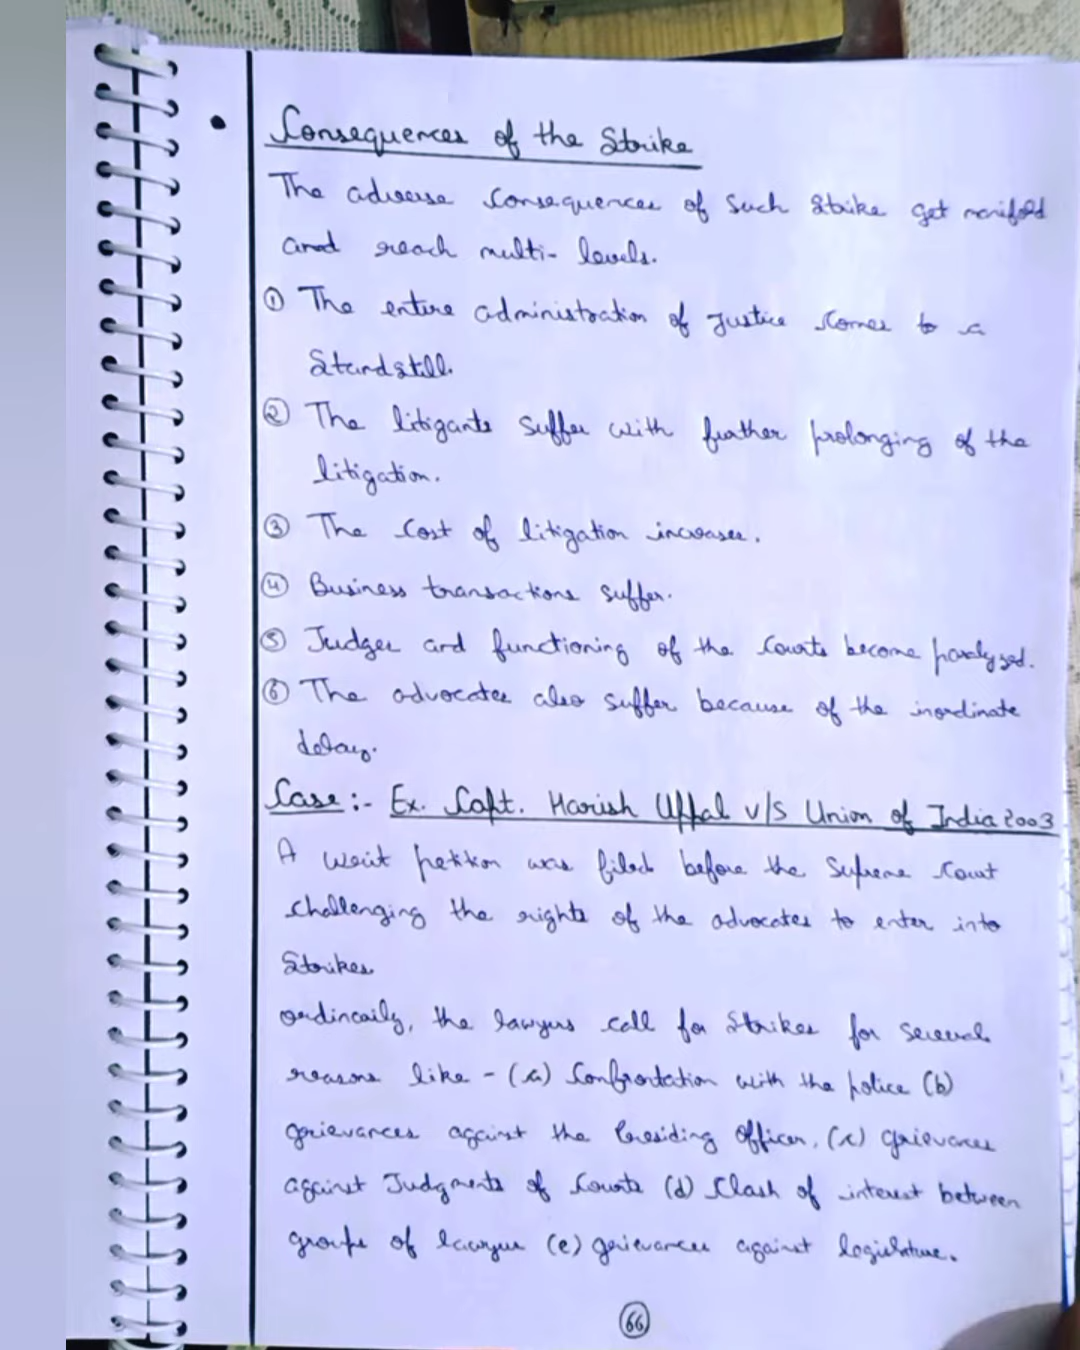 • Consequences of the Strike
The adverse consequences of such strike get manifold
and reach multi- levels.
① The entire administration of justice comes to a
Standstill.
② The litigants suffer with further prolonging of the
litigation.
③ The cost of litigation increases.
④ Business transactions suffer.
⑤ Judges and functioning of the courts become paralyzed.
⑥ The advocates also suffer because of the inordinate
delay.
Case :- Ex. Capt. Harish Uppal v/s Union of India 2003
A writ petition was filed before the Supreme Court
challenging the rights of the advocates to enter into
Strikes
ordincaily, the lawyers call for strikes for several
reasons like - (a) Confrontation with the police (b)
grievances against the Presiding Officer, (c) grievances
against Judgments of Courts (d) Clash of interest between
groups of lawyers (e) grievances against legislature.
66